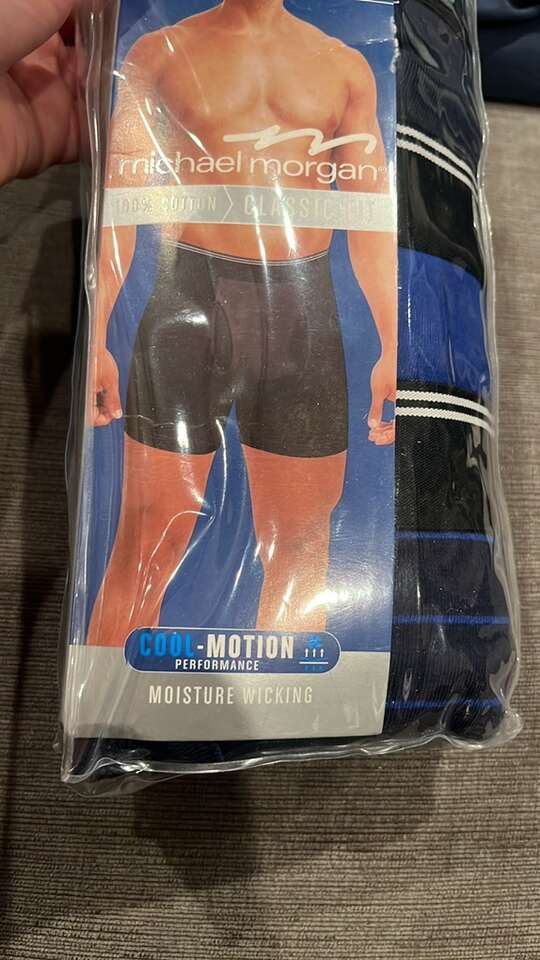 michael morgan®
100% COTTON > CLASSIC FIT
COOL-MOTION
PERFORMANCE
MOISTURE WICKING